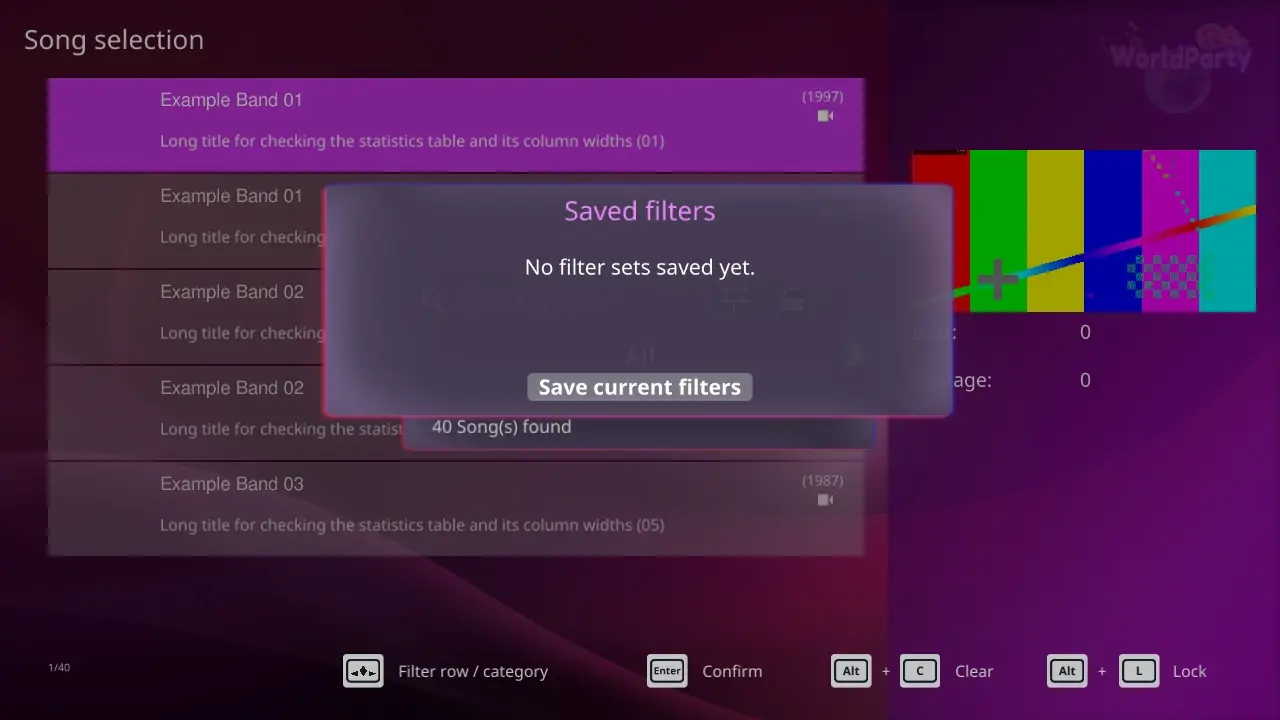 Song selection
WorldParty
Example Band 01
(1997)
Long title for checking the statistics table and its column widths (01)
Example Band 01
Long title for checking
Saved filters
No filter sets saved yet.
Example Band 02
Long title for checking
All
0
0
Save current filters
Example Band 02
Long title for checking the statist
40 Song(s) found
Example Band 03
(1987)
Long title for checking the statistics table and its column widths (05)
1/40
Filter row / category
Enter
Confirm
Alt + C
Clear
Alt + L
Lock